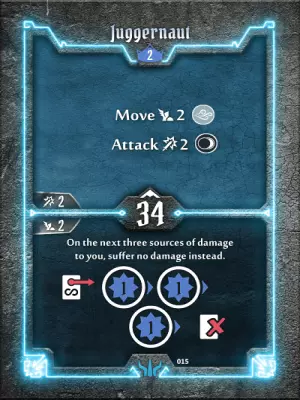 Juggernaut
2
Move 2
Attack 2
2
34
2
On the next three sources of damage
to you, suffer no damage instead.
1 1
1
015